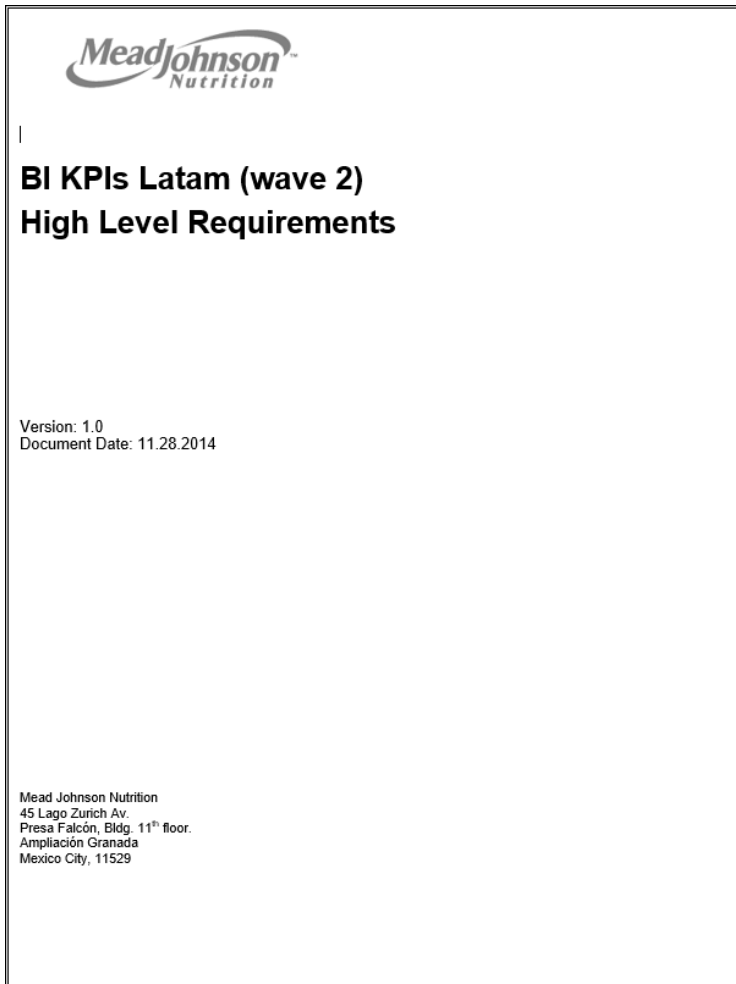 MeadJohnson™
Nutrition
BI KPIs Latam (wave 2)
High Level Requirements
Version: 1.0
Document Date: 11.28.2014
Mead Johnson Nutrition
45 Lago Zurich Av.
Presa Falcón, Bldg. 11th floor.
Ampliación Granada
Mexico City, 11529